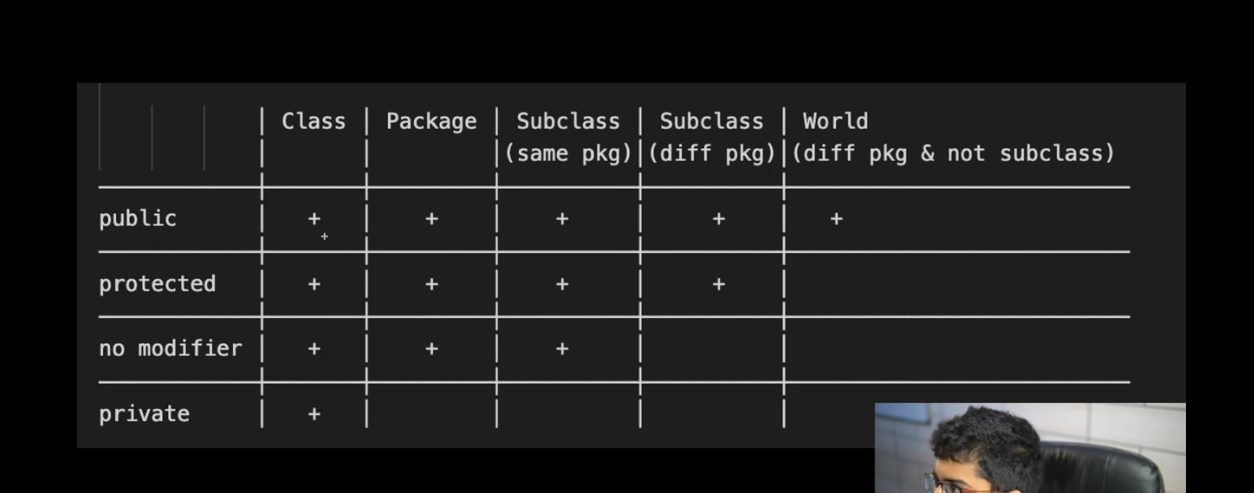 | Class | Package | Subclass | Subclass | World
| | |(same pkg)|(diff pkg)|(diff pkg & not subclass)
public | + | + | + | + | +
protected | + | + | + | + |
no modifier | + | + | + | |
private | + | | | |